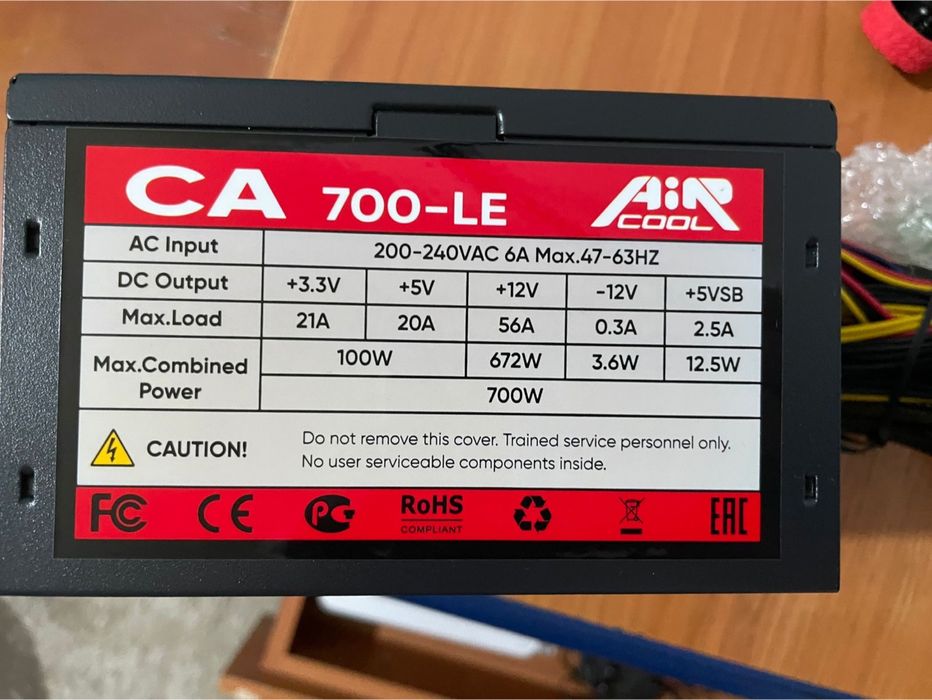 CA 700-LE AiR COOL
AC Input 200-240VAC 6A Max.47-63HZ
DC Output +3.3V +5V +12V -12V +5VSB
Max.Load 21A 20A 56A 0.3A 2.5A
Max.Combined Power 100W 672W 3.6W 12.5W
700W
CAUTION! Do not remove this cover. Trained service personnel only.
No user serviceable components inside.
FC CE PG RoHS COMPLIANT EAC